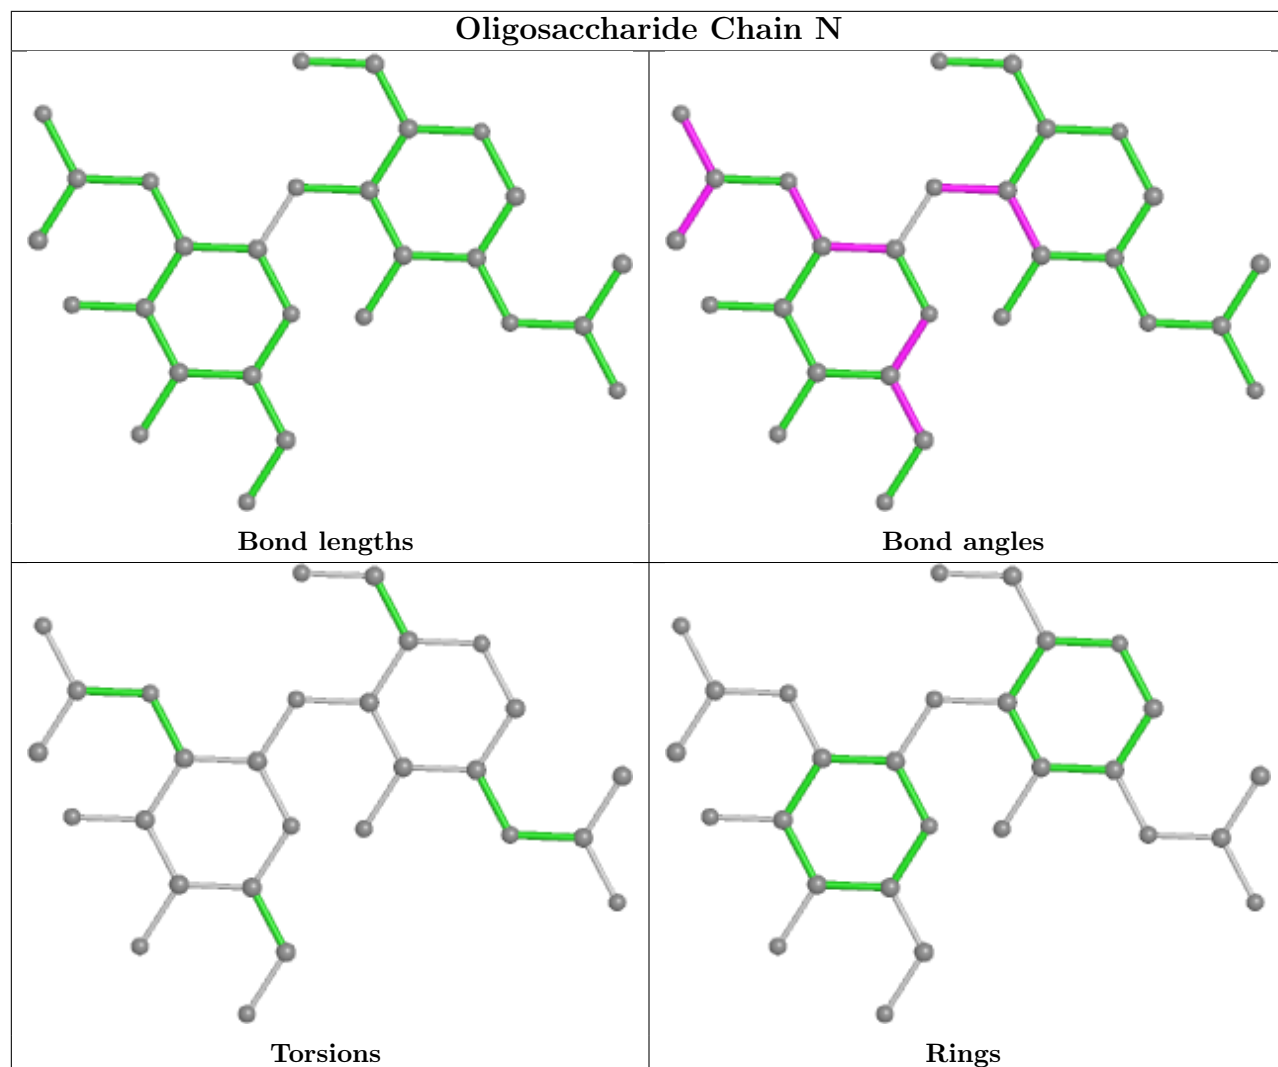 Oligosaccharide Chain N
Bond lengths
Bond angles
Torsions
Rings